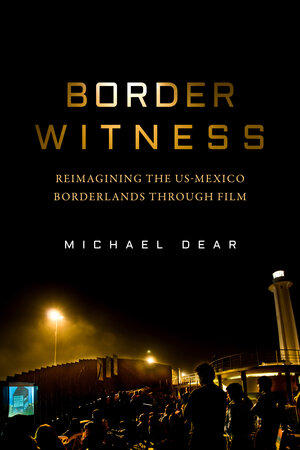 BORDER
WITNESS
REIMAGINING THE US-MEXICO
BORDERLANDS THROUGH FILM
MICHAEL DEAR